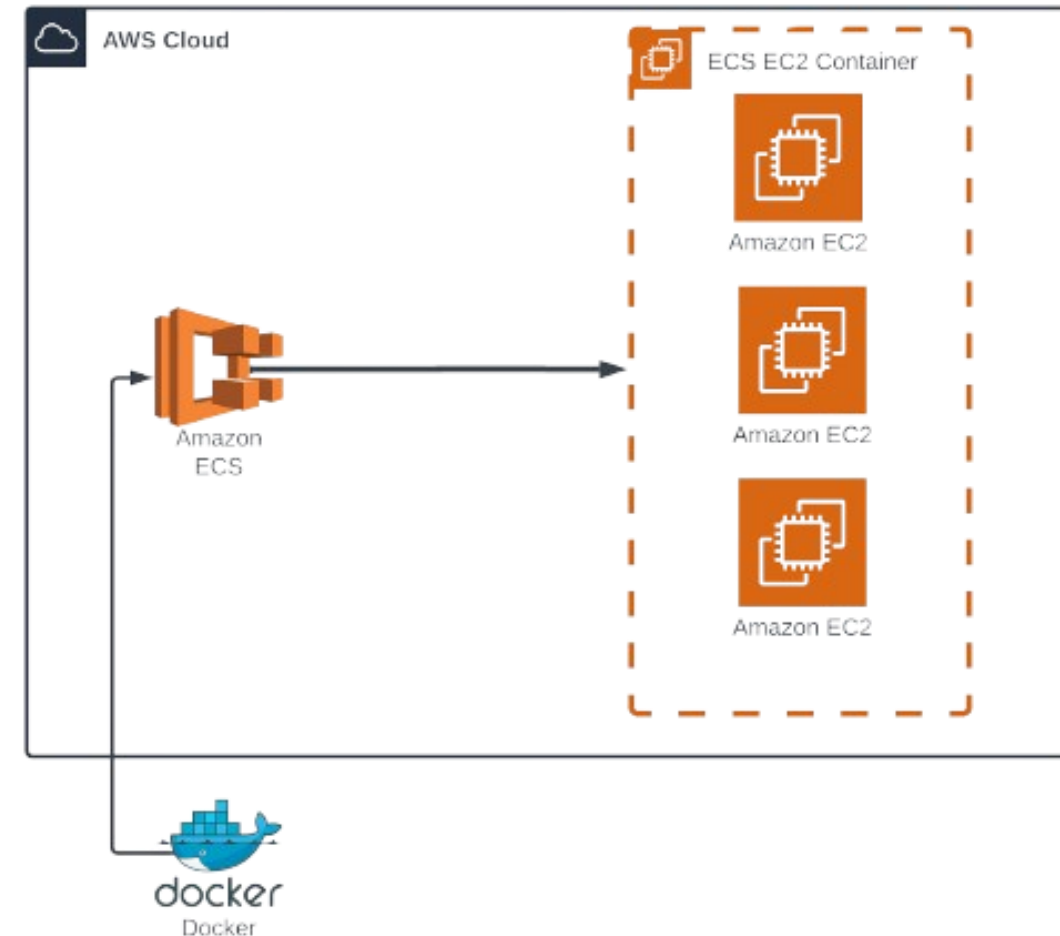 AWS Cloud
ECS EC2 Container
Amazon EC2
Amazon EC2
Amazon
ECS
Amazon EC2
docker
Docker